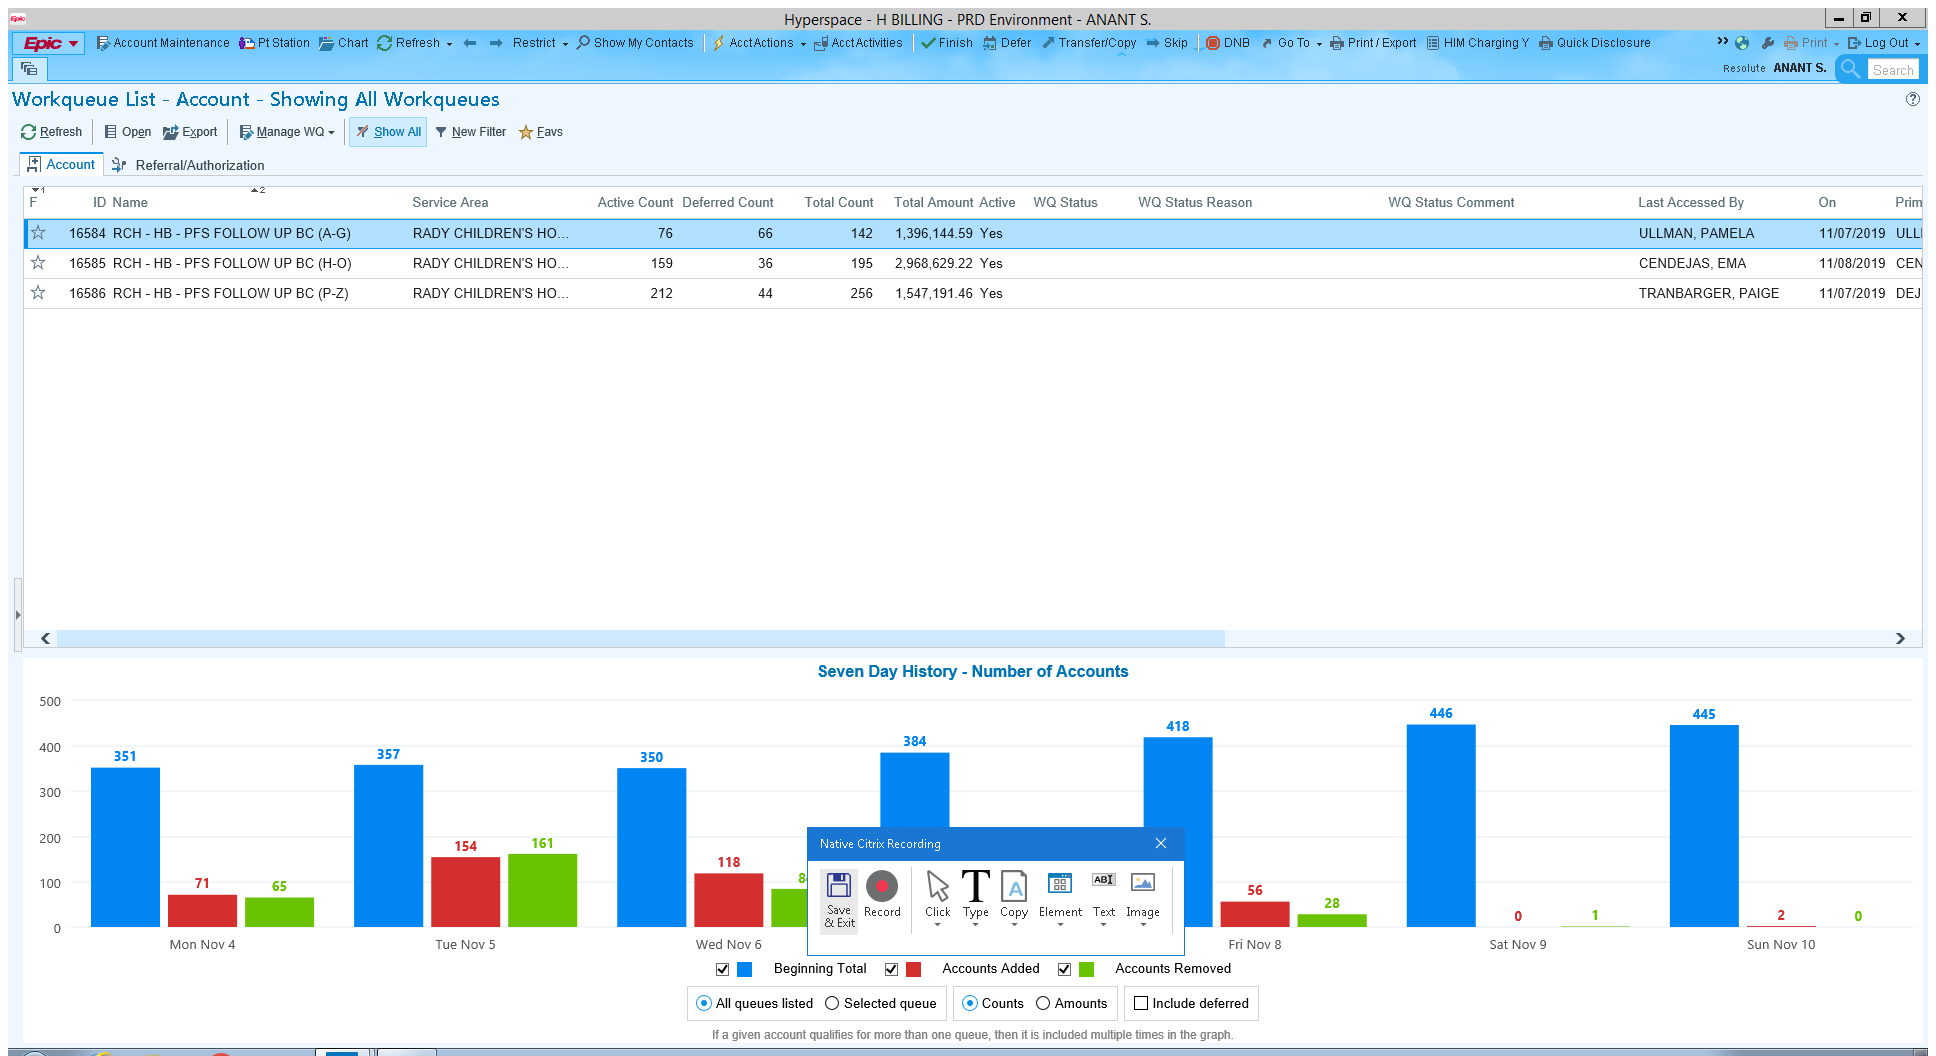 Epic
Hyperspace - H BILLING - PRD Environment - ANANT S.
Epic Account Maintenance Pt Station Chart Refresh Restrict Show My Contacts AcctActions AcctActivities Finish Defer Transfer/Copy Skip DNB Go To Print / Export HIM Charging Y Quick Disclosure Print Log Out
Resolute ANANT S. Search
Workqueue List - Account - Showing All Workqueues
Refresh Open Export Manage WQ Show All New Filter Favs
Account Referral/Authorization
1 2
F ID Name Service Area Active Count Deferred Count Total Count Total Amount Active WQ Status WQ Status Reason WQ Status Comment Last Accessed By On Prim
16584 RCH - HB - PFS FOLLOW UP BC (A-G) RADY CHILDREN'S HO... 76 66 142 1,396,144.59 Yes ULLMAN, PAMELA 11/07/2019 ULL
16585 RCH - HB - PFS FOLLOW UP BC (H-O) RADY CHILDREN'S HO... 159 36 195 2,968,629.22 Yes CENDEJAS, EMA 11/08/2019 CEN
16586 RCH - HB - PFS FOLLOW UP BC (P-Z) RADY CHILDREN'S HO... 212 44 256 1,547,191.46 Yes TRANBARGER, PAIGE 11/07/2019 DEJ
Seven Day History - Number of Accounts
500
400
300
200
100
0
351 71 65
357 154 161
350 118
384
418 56 28
446 0 1
445 2 0
Mon Nov 4 Tue Nov 5 Wed Nov 6 Fri Nov 8 Sat Nov 9 Sun Nov 10
Native Citrix Recording
Save & Exit Record Click Type Copy Element Text Image
Beginning Total Accounts Added Accounts Removed
All queues listed Selected queue Counts Amounts Include deferred
If a given account qualifies for more than one queue, then it is included multiple times in the graph.